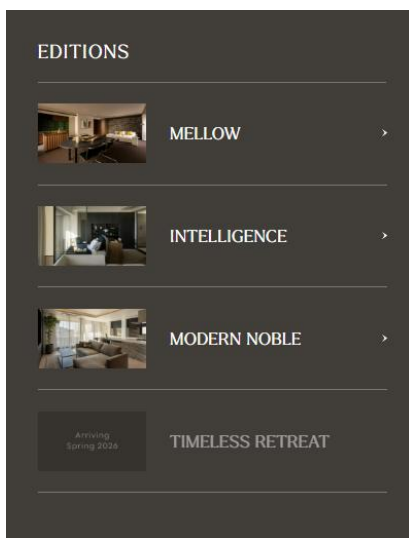 EDITIONS
MELLOW
INTELLIGENCE
MODERN NOBLE
Arriving
Spring 2026
TIMELESS RETREAT